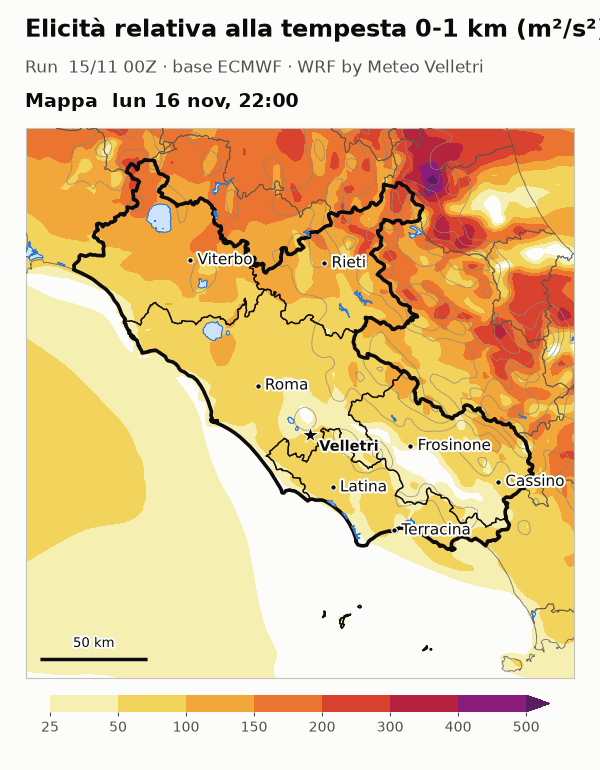 Elicità relativa alla tempesta 0-1 km (m²/s²)
Run 15/11 00Z · base ECMWF · WRF by Meteo Velletri
Mappa lun 16 nov, 22:00
Viterbo
Rieti
Roma
Velletri
Frosinone
Latina
Cassino
Terracina
50 km
25 50 100 150 200 300 400 500